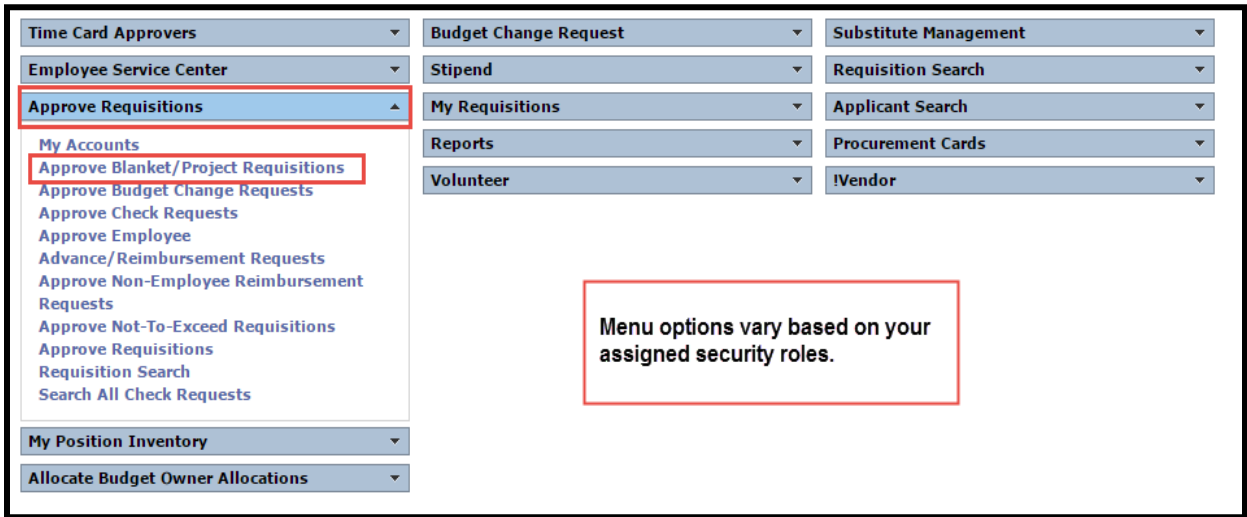 Time Card Approvers
Employee Service Center
Approve Requisitions
My Accounts
Approve Blanket/Project Requisitions
Approve Budget Change Requests
Approve Check Requests
Approve Employee
Advance/Reimbursement Requests
Approve Non-Employee Reimbursement
Requests
Approve Not-To-Exceed Requisitions
Approve Requisitions
Requisition Search
Search All Check Requests
My Position Inventory
Allocate Budget Owner Allocations
Budget Change Request
Stipend
My Requisitions
Reports
Volunteer
Substitute Management
Requisition Search
Applicant Search
Procurement Cards
!Vendor
Menu options vary based on your
assigned security roles.